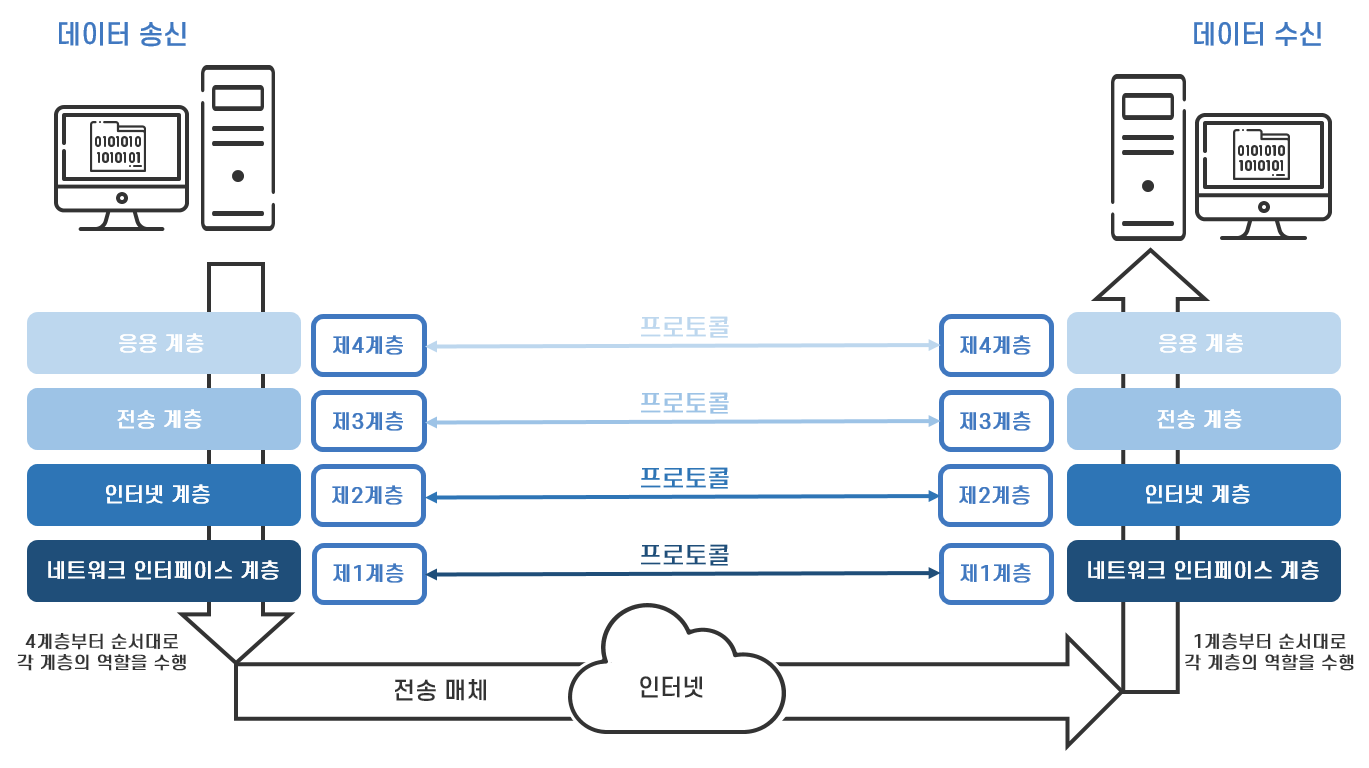 데이터 송신
데이터 수신
0101010
1010101
0101010
1010101
응용 계층
제4계층
프로토콜
제4계층
응용 계층
전송 계층
제3계층
프로토콜
제3계층
전송 계층
인터넷 계층
제2계층
프로토콜
제2계층
인터넷 계층
네트워크 인터페이스 계층
제1계층
프로토콜
제1계층
네트워크 인터페이스 계층
4계층부터 순서대로
각 계층의 역할을 수행
전송 매체
인터넷
1계층부터 순서대로
각 계층의 역할을 수행